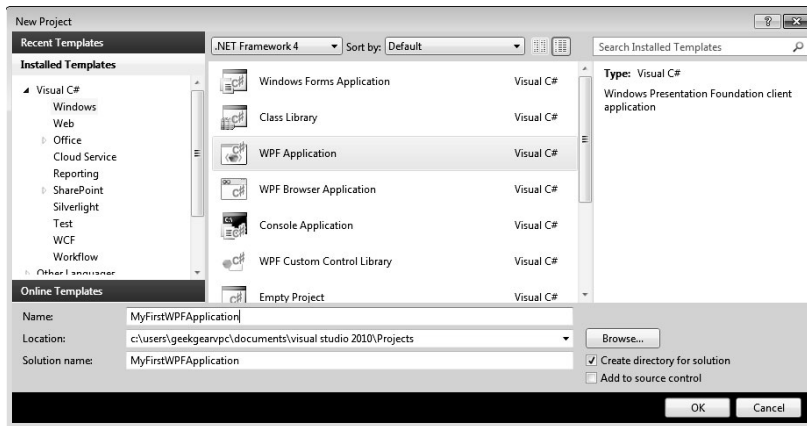 New Project
Recent Templates
Installed Templates
Visual C#
Windows
Web
Office
Cloud Service
Reporting
SharePoint
Silverlight
Test
WCF
Workflow
Other Languages
Online Templates
.NET Framework 4
Sort by: Default
Windows Forms Application Visual C#
Class Library Visual C#
WPF Application Visual C#
WPF Browser Application Visual C#
Console Application Visual C#
WPF Custom Control Library Visual C#
Empty Project Visual C#
Search Installed Templates
Type: Visual C#
Windows Presentation Foundation client
application
Name: MyFirstWPFApplication
Location: c:\users\geekgearvpc\documents\visual studio 2010\Projects
Browse...
Solution name: MyFirstWPFApplication
Create directory for solution
Add to source control
OK Cancel